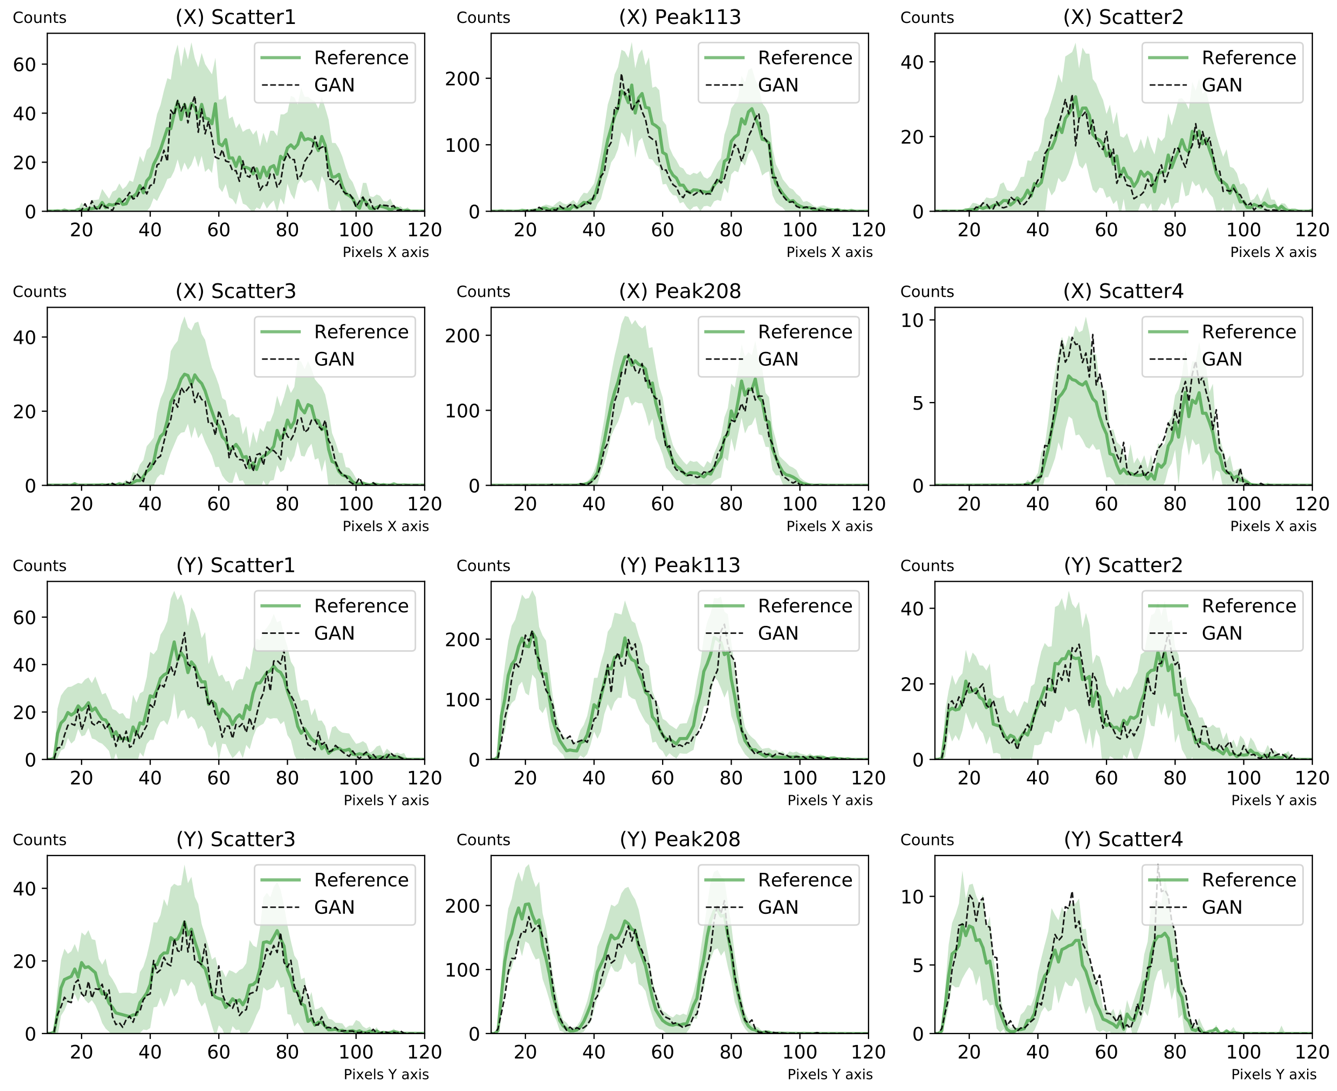 Counts (X) Scatter1
Reference
GAN
60
40
20
0
20 40 60 80 100 120
Pixels X axis
Counts (X) Peak113
Reference
GAN
200
100
0
20 40 60 80 100 120
Pixels X axis
Counts (X) Scatter2
Reference
GAN
40
20
0
20 40 60 80 100 120
Pixels X axis
Counts (X) Scatter3
Reference
GAN
40
20
0
20 40 60 80 100 120
Pixels X axis
Counts (X) Peak208
Reference
GAN
200
100
0
20 40 60 80 100 120
Pixels X axis
Counts (X) Scatter4
Reference
GAN
10
5
0
20 40 60 80 100 120
Pixels X axis
Counts (Y) Scatter1
Reference
GAN
60
40
20
0
20 40 60 80 100 120
Pixels Y axis
Counts (Y) Peak113
Reference
GAN
200
100
0
20 40 60 80 100 120
Pixels Y axis
Counts (Y) Scatter2
Reference
GAN
40
20
0
20 40 60 80 100 120
Pixels Y axis
Counts (Y) Scatter3
Reference
GAN
40
20
0
20 40 60 80 100 120
Pixels Y axis
Counts (Y) Peak208
Reference
GAN
200
100
0
20 40 60 80 100 120
Pixels Y axis
Counts (Y) Scatter4
Reference
GAN
10
5
0
20 40 60 80 100 120
Pixels Y axis